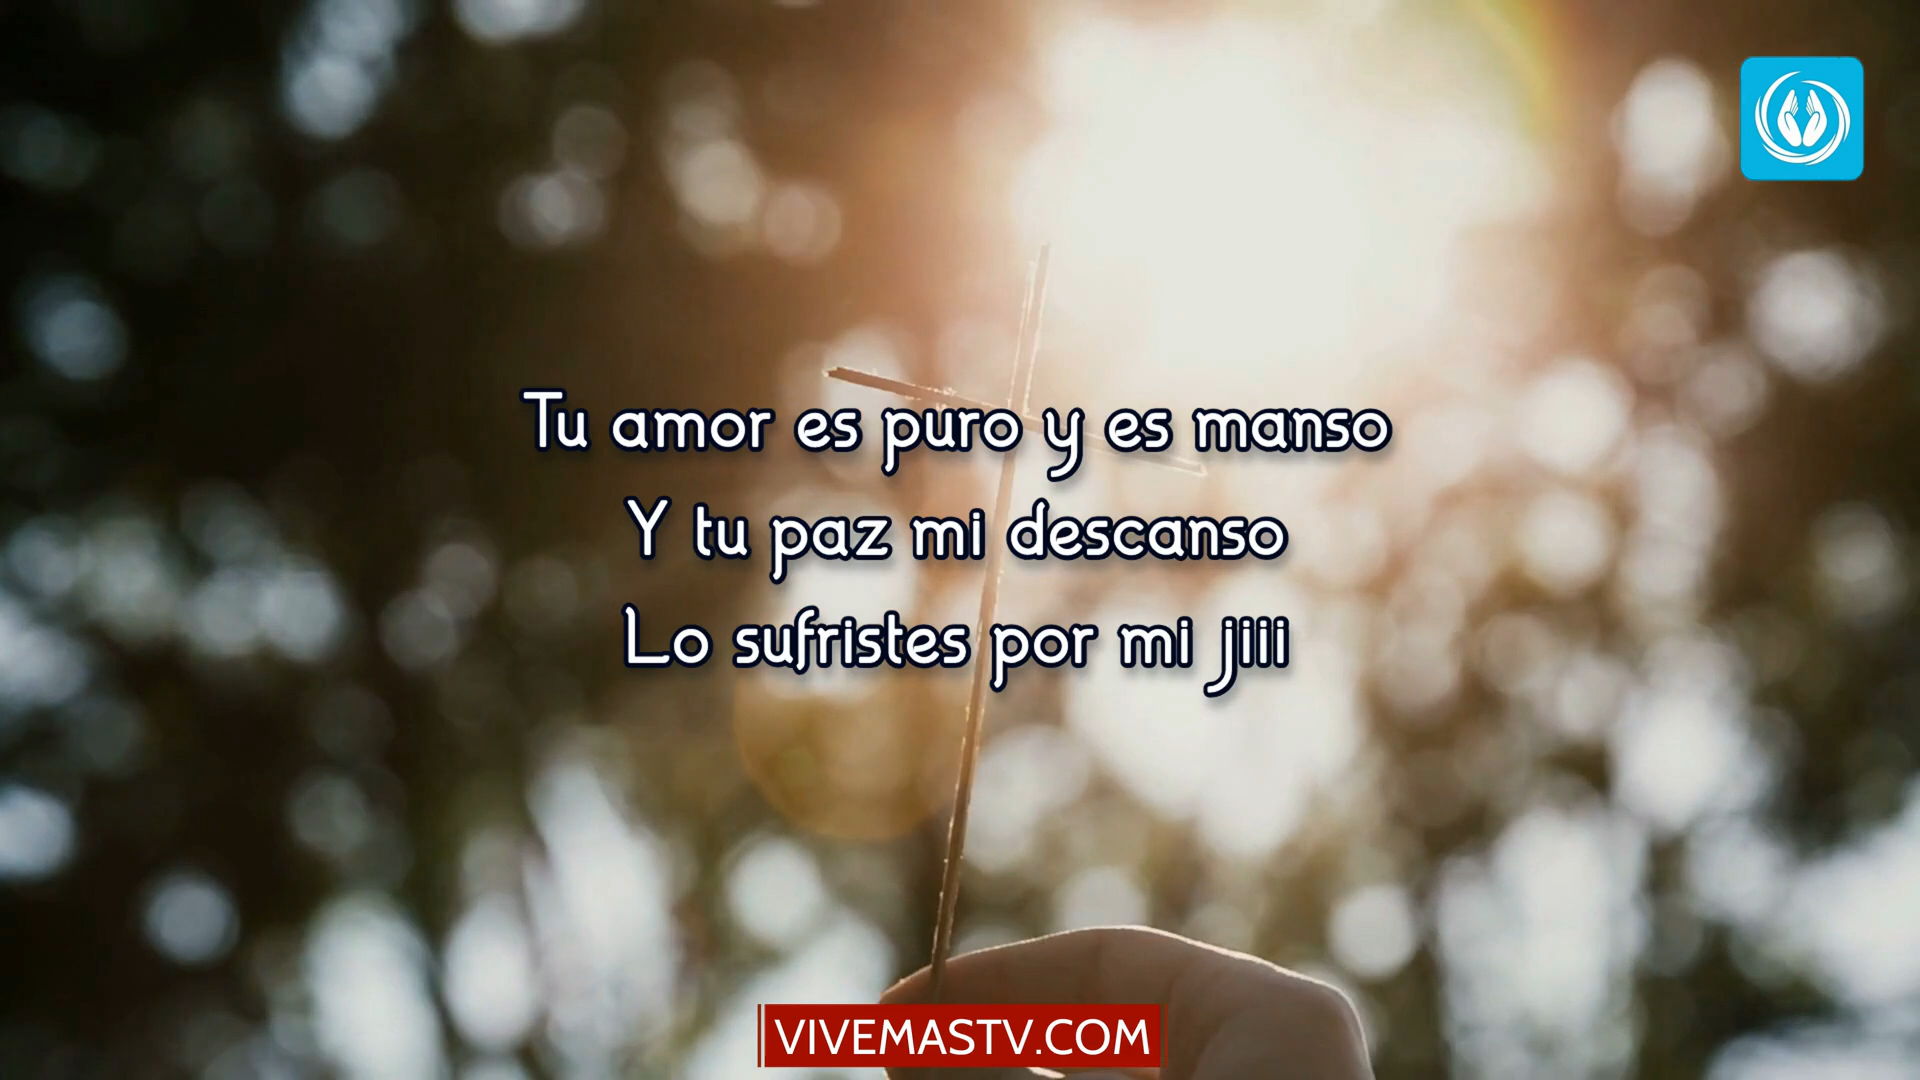 Tu amor es puro y es manso
Y tu paz mi descanso
Lo sufristes por mi jiii
VIVEMASTV.COM